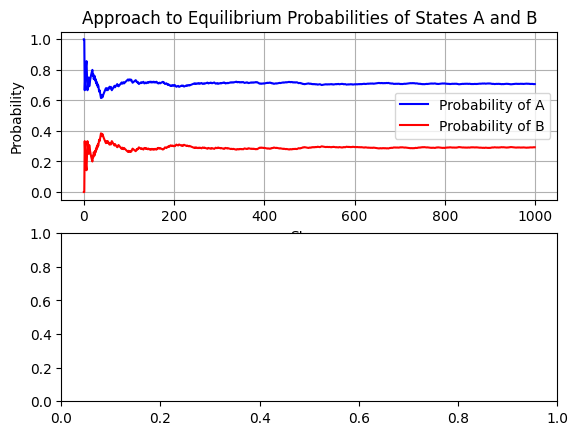 Approach to Equilibrium Probabilities of States A and B
1.0
0.8
0.6
0.4
0.2
0.0
Probability
Probability of A
Probability of B
0 200 400 600 800 1000
1.0
0.8
0.6
0.4
0.2
0.0
0.0 0.2 0.4 0.6 0.8 1.0